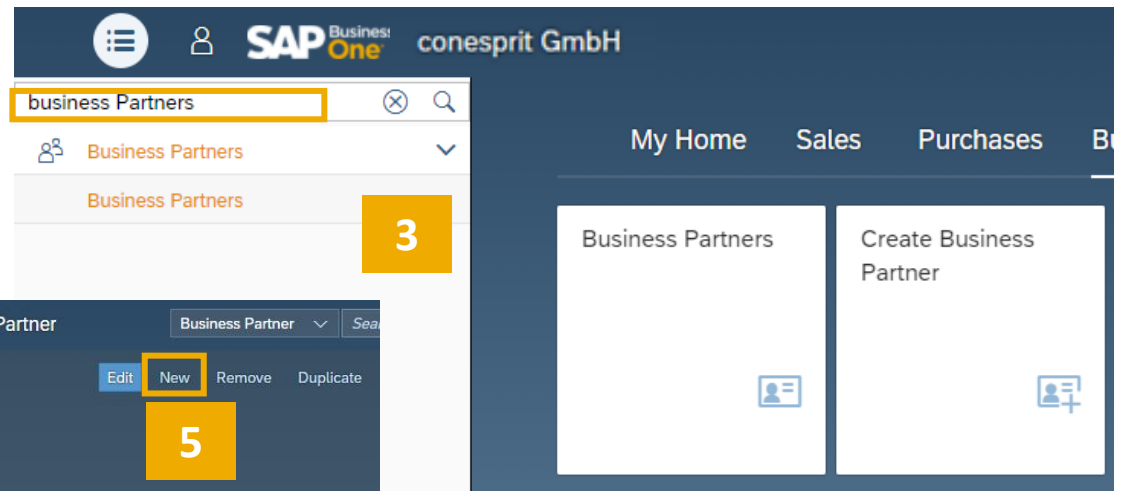 SAP Business One conesprit GmbH
business Partners
Business Partners
Business Partners
3
My Home Sales Purchases
Business Partners
Create Business
Partner
Partner Business Partner
Edit New Remove Duplicate
5